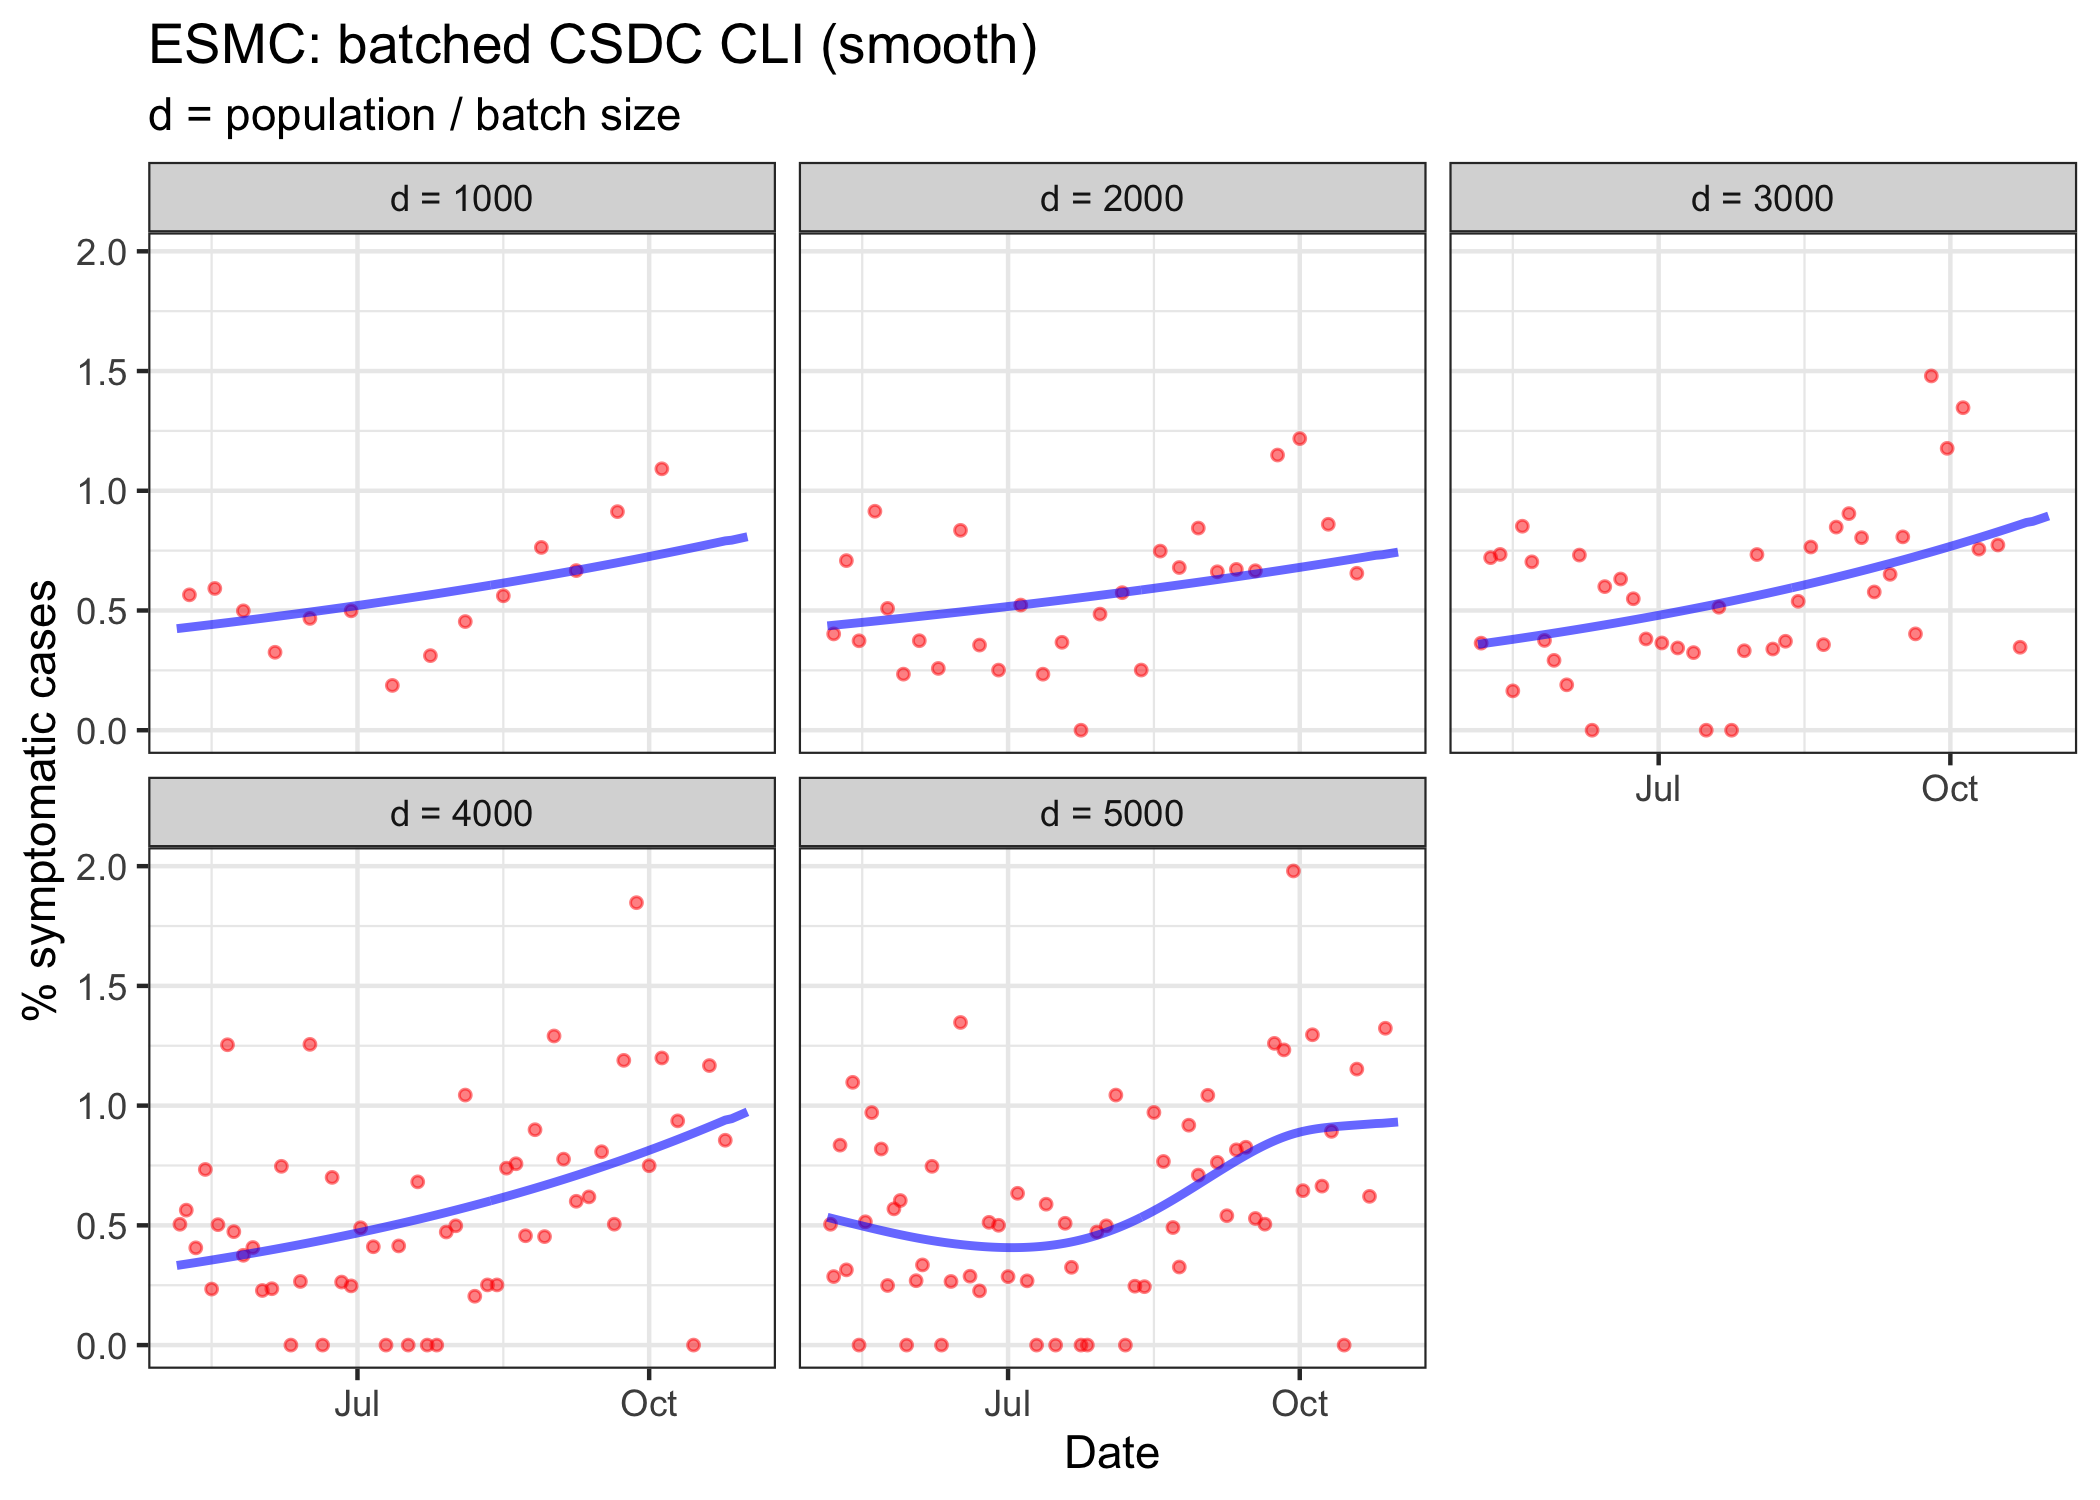 ESMC: batched CSDC CLI (smooth)
d = population / batch size
d = 1000
d = 2000
d = 3000
2.0
1.5
1.0
0.5
0.0
Jul
Oct
d = 4000
d = 5000
2.0
1.5
1.0
0.5
0.0
Jul
Oct
Jul
Oct
% symptomatic cases
Date